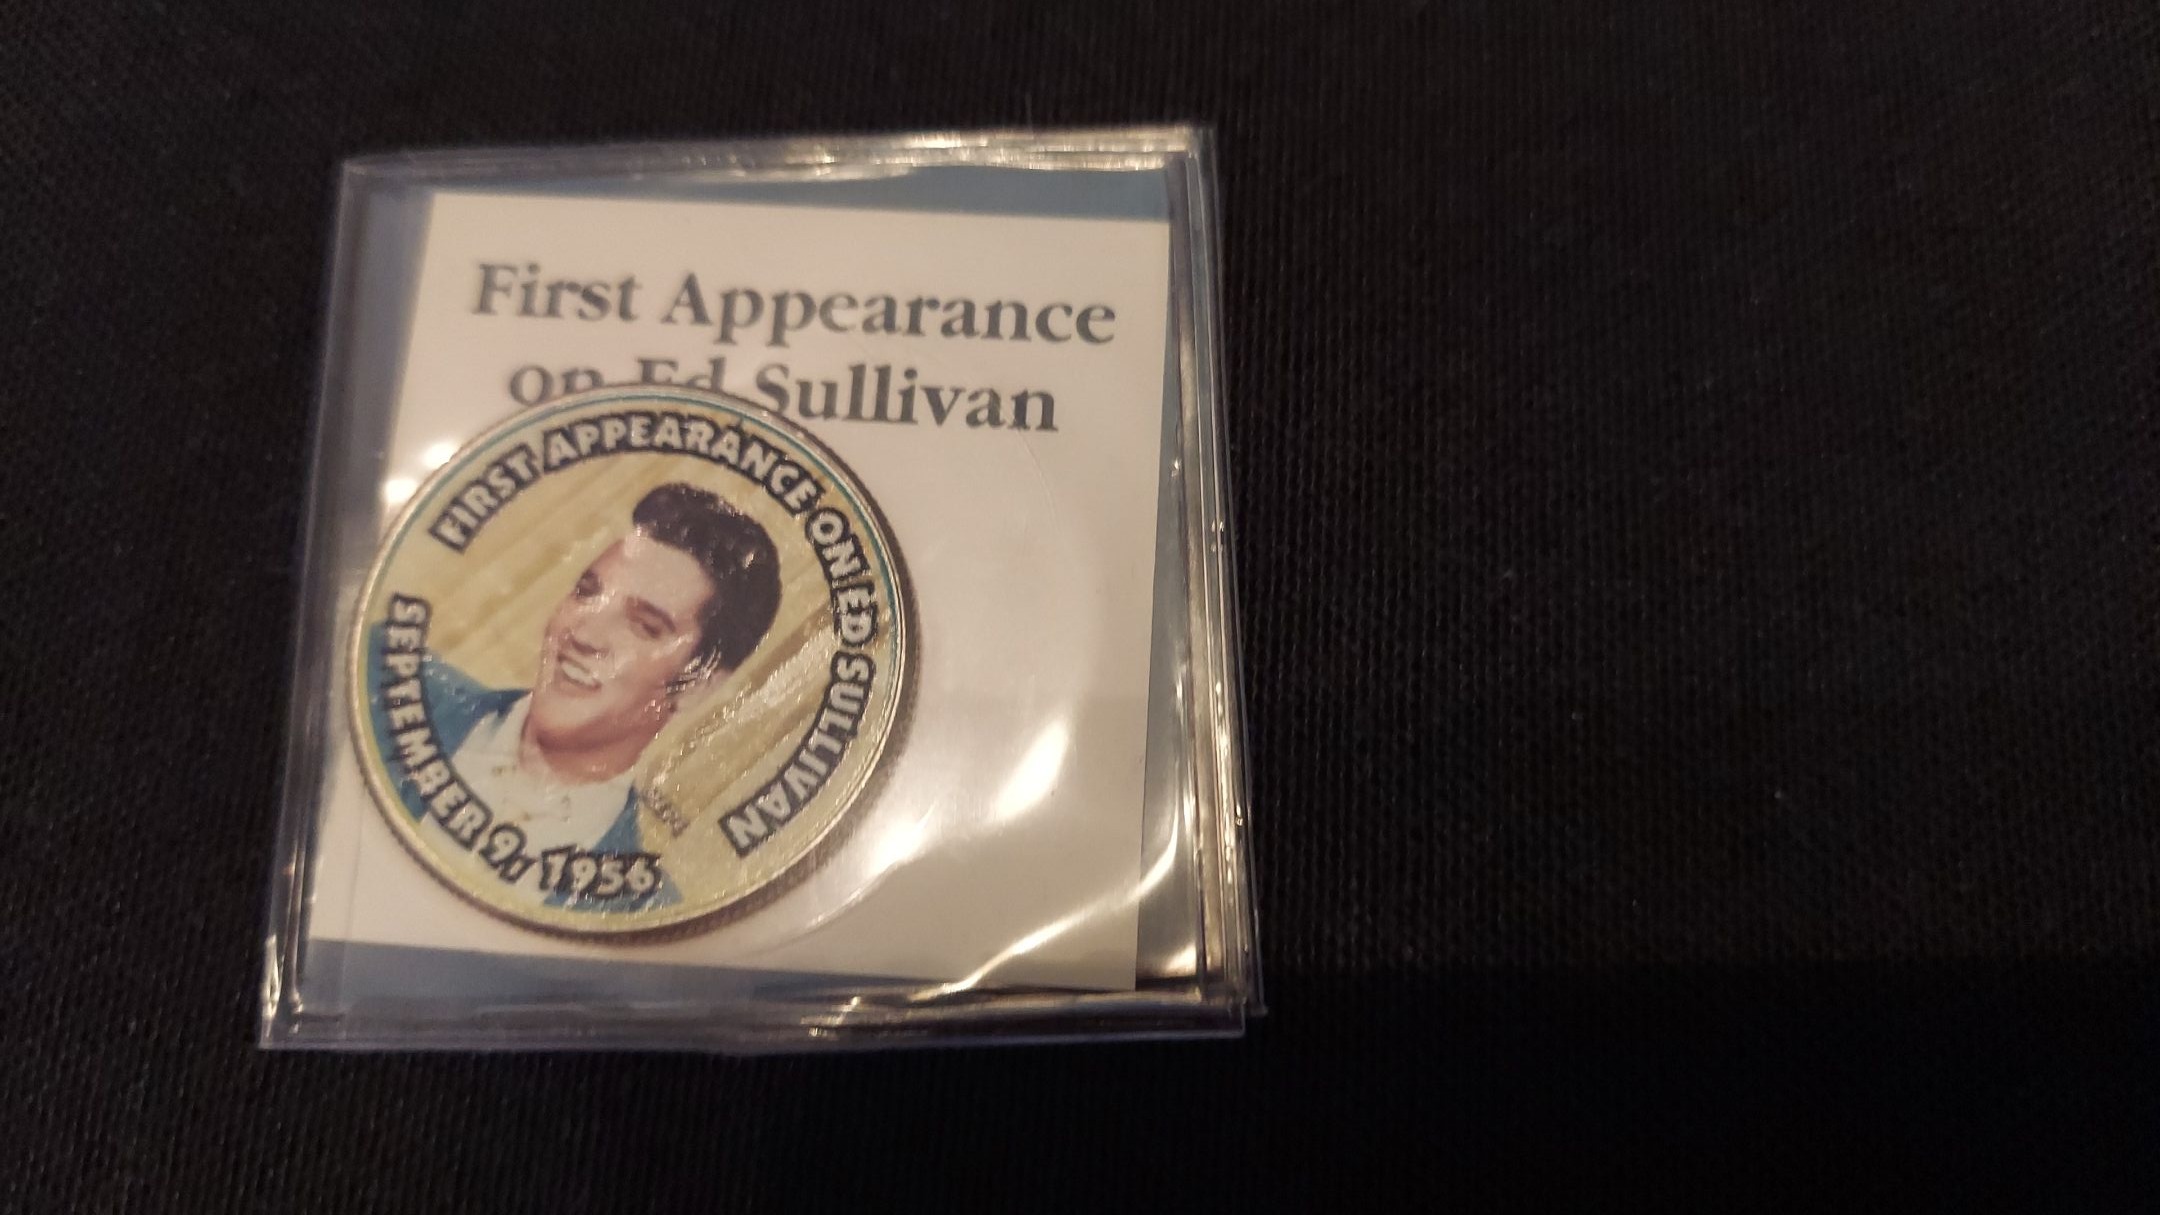 First Appearance
on Ed Sullivan
FIRST APPEARANCE ON ED SULLIVAN
SEPTEMBER 9, 1956